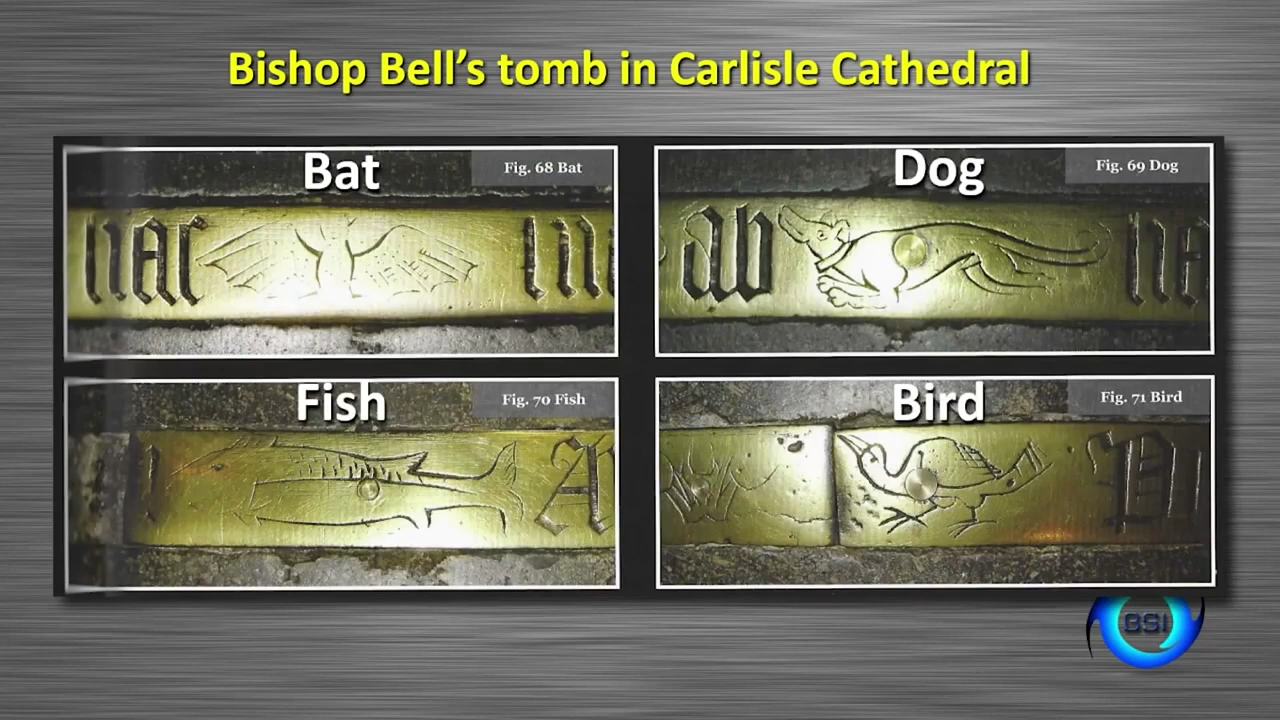 Bishop Bell's tomb in Carlisle Cathedral
Bat
Fig. 68 Bat
Dog
Fig. 69 Dog
ab
Fish
Fig. 70 Fish
A
Bird
Fig. 71 Bird
BSI